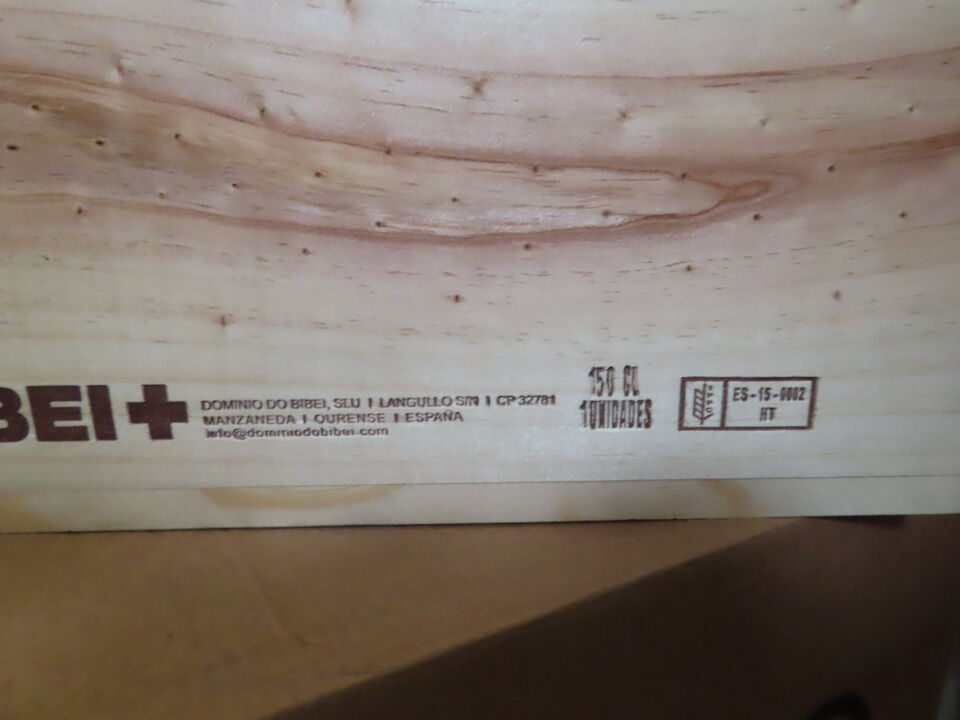 BEI+
DOMINIO DO BIBEI, SLU I LANGULLO S/N I CP 32781
MANZANEDA I OURENSE I ESPAÑA
info@dominiodobibei.com
150 CL
1UNIDADES
ES-15-0002
HT